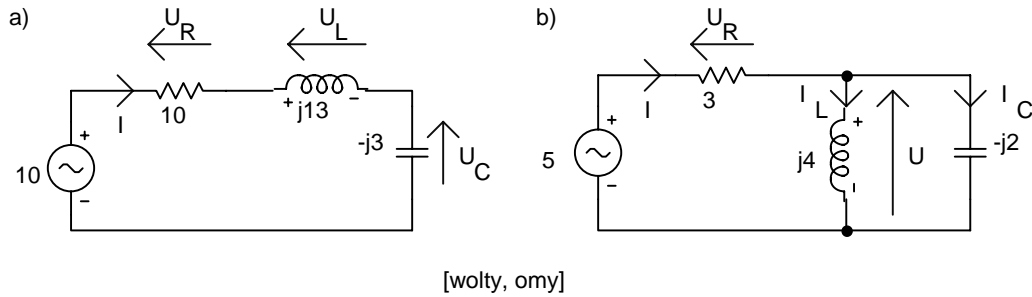 a)
U_R
U_L
I
10
+ j13 -
+
10
-
-j3
U_C
b)
U_R
I
3
I_L
I_C
+
5
-
j4
+
-
U
-j2
[wolty, omy]